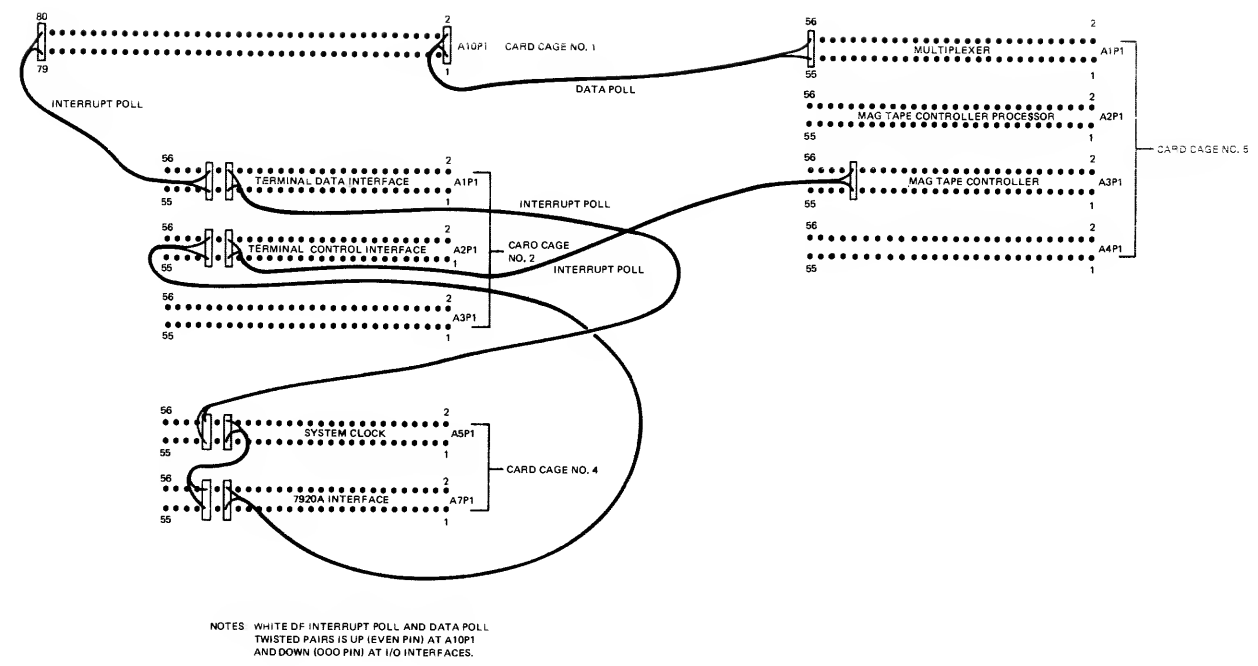 80
2
A10P1 CARD CAGE NO. 1
79
1
INTERRUPT POLL
DATA POLL
56
2
MULTIPLEXER
A1P1
55
1
56
2
MAG TAPE CONTROLLER PROCESSOR
A2P1
55
1
CARD CAGE NO. 5
56
2
MAG TAPE CONTROLLER
A3P1
55
1
56
2
A4P1
55
1
56
2
TERMINAL DATA INTERFACE
A1P1
55
1
INTERRUPT POLL
56
2
TERMINAL CONTROL INTERFACE
A2P1
55
1
CARO CAGE
NO. 2
INTERRUPT POLL
56
2
A3P1
55
1
56
2
SYSTEM CLOCK
A5P1
55
1
CARD CAGE NO. 4
56
2
7920A INTERFACE
A7P1
55
1
NOTES WHITE DF INTERRUPT POLL AND DATA POLL
TWISTED PAIRS IS UP (EVEN PIN) AT A10P1
AND DOWN (OOO PIN) AT I/O INTERFACES.